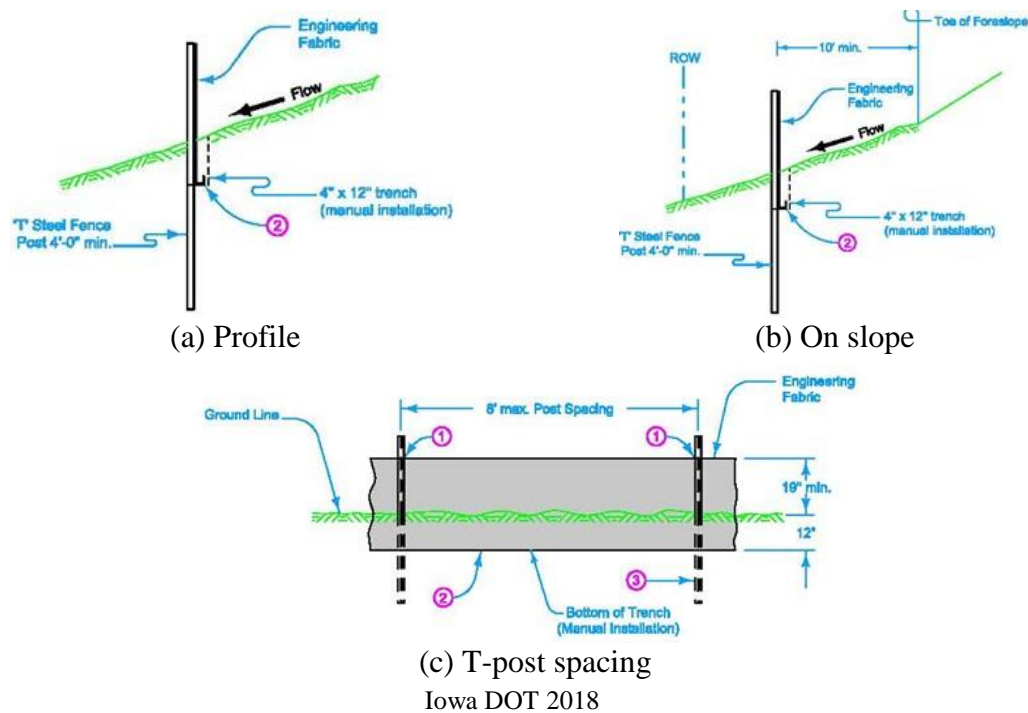 Engineering
Fabric
Flow
4" x 12" trench
(manual installation)
2
'T' Steel Fence
Post 4'-0" min.
(a) Profile
Toe of Foreslope
10' min.
ROW
Engineering
Fabric
Flow
4" x 12" trench
(manual installation)
2
'T' Steel Fence
Post 4'-0" min.
(b) On slope
Engineering
Fabric
8' max. Post Spacing
Ground Line
1
1
19" min.
12"
2
3
Bottom of Trench
(Manual Installation)
(c) T-post spacing
Iowa DOT 2018